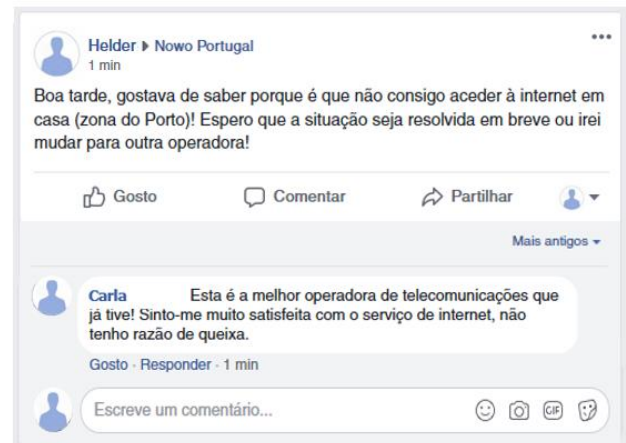 Helder ▸ Nowo Portugal
1 min
Boa tarde, gostava de saber porque é que não consigo aceder à internet em
casa (zona do Porto)! Espero que a situação seja resolvida em breve ou irei
mudar para outra operadora!
Gosto Comentar Partilhar
Mais antigos
Carla Esta é a melhor operadora de telecomunicações que
já tive! Sinto-me muito satisfeita com o serviço de internet, não
tenho razão de queixa.
Gosto · Responder · 1 min
Escreve um comentário... GIF